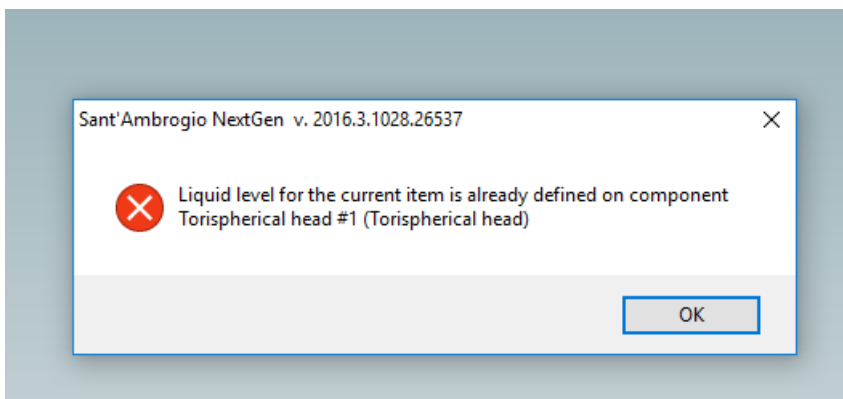 Sant'Ambrogio NextGen  v. 2016.3.1028.26537
Liquid level for the current item is already defined on component
Torispherical head #1 (Torispherical head)
OK